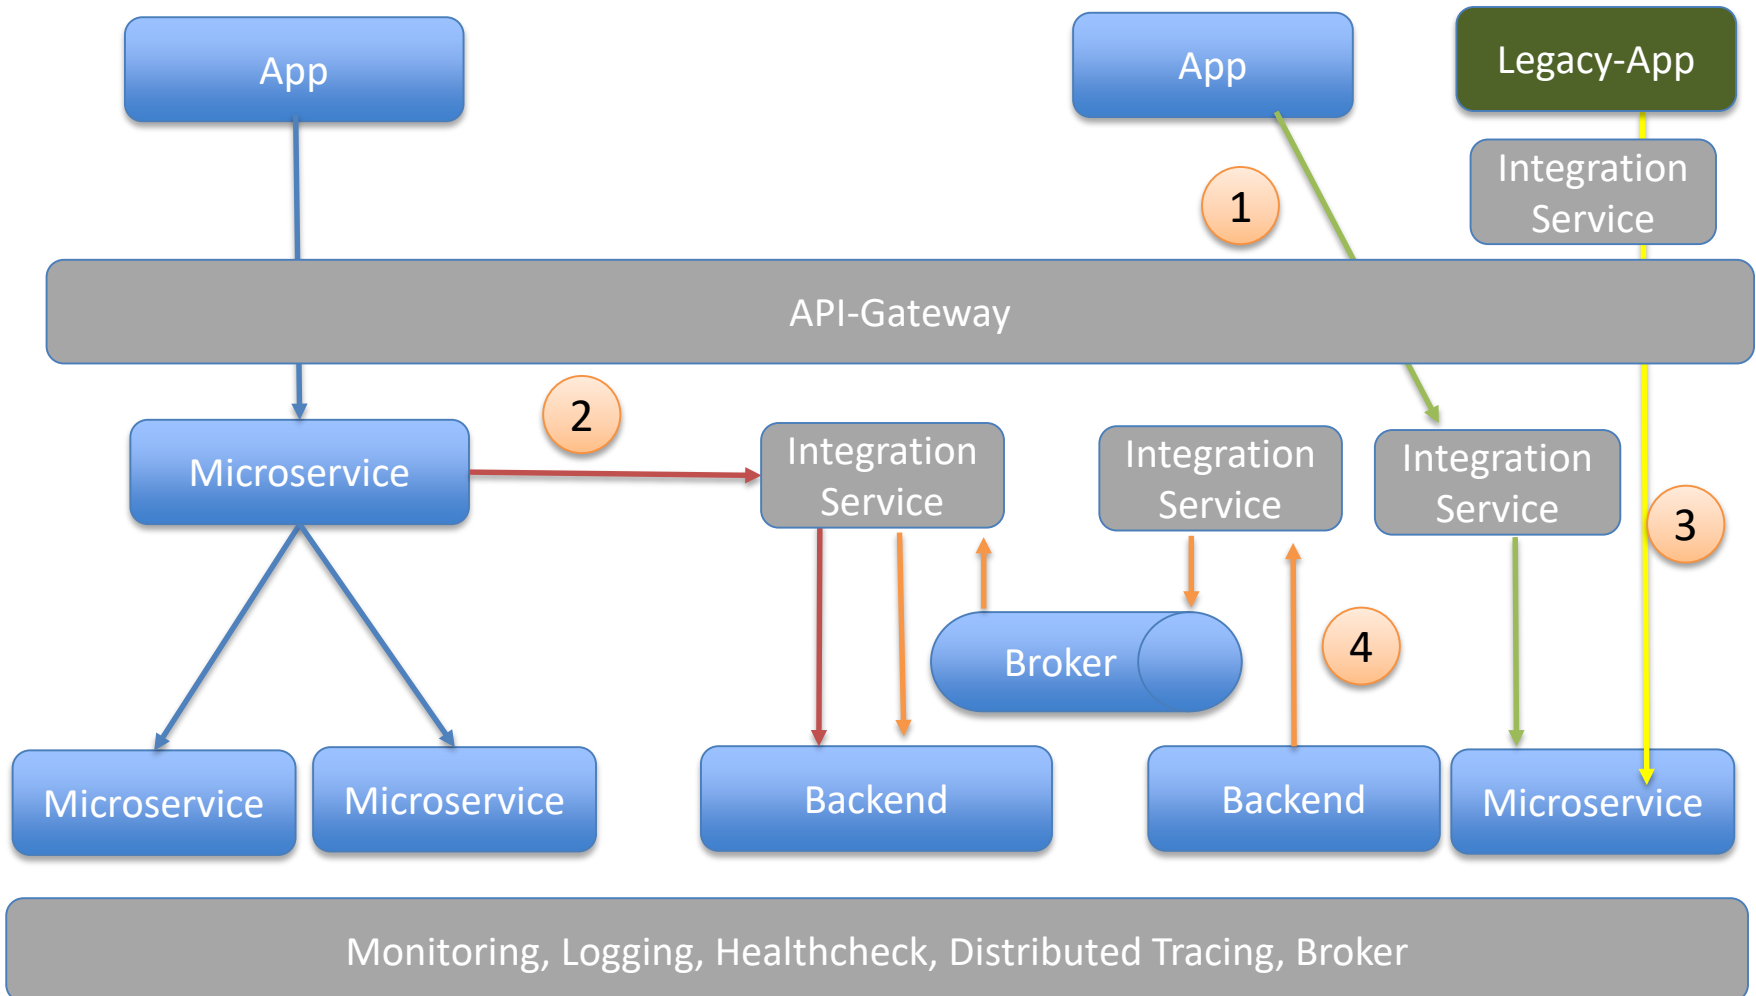 App
App
Legacy-App
Integration
Service
1
API-Gateway
2
Microservice
Integration
Service
Integration
Service
Integration
Service
3
Broker
4
Microservice
Microservice
Backend
Backend
Microservice
Monitoring, Logging, Healthcheck, Distributed Tracing, Broker